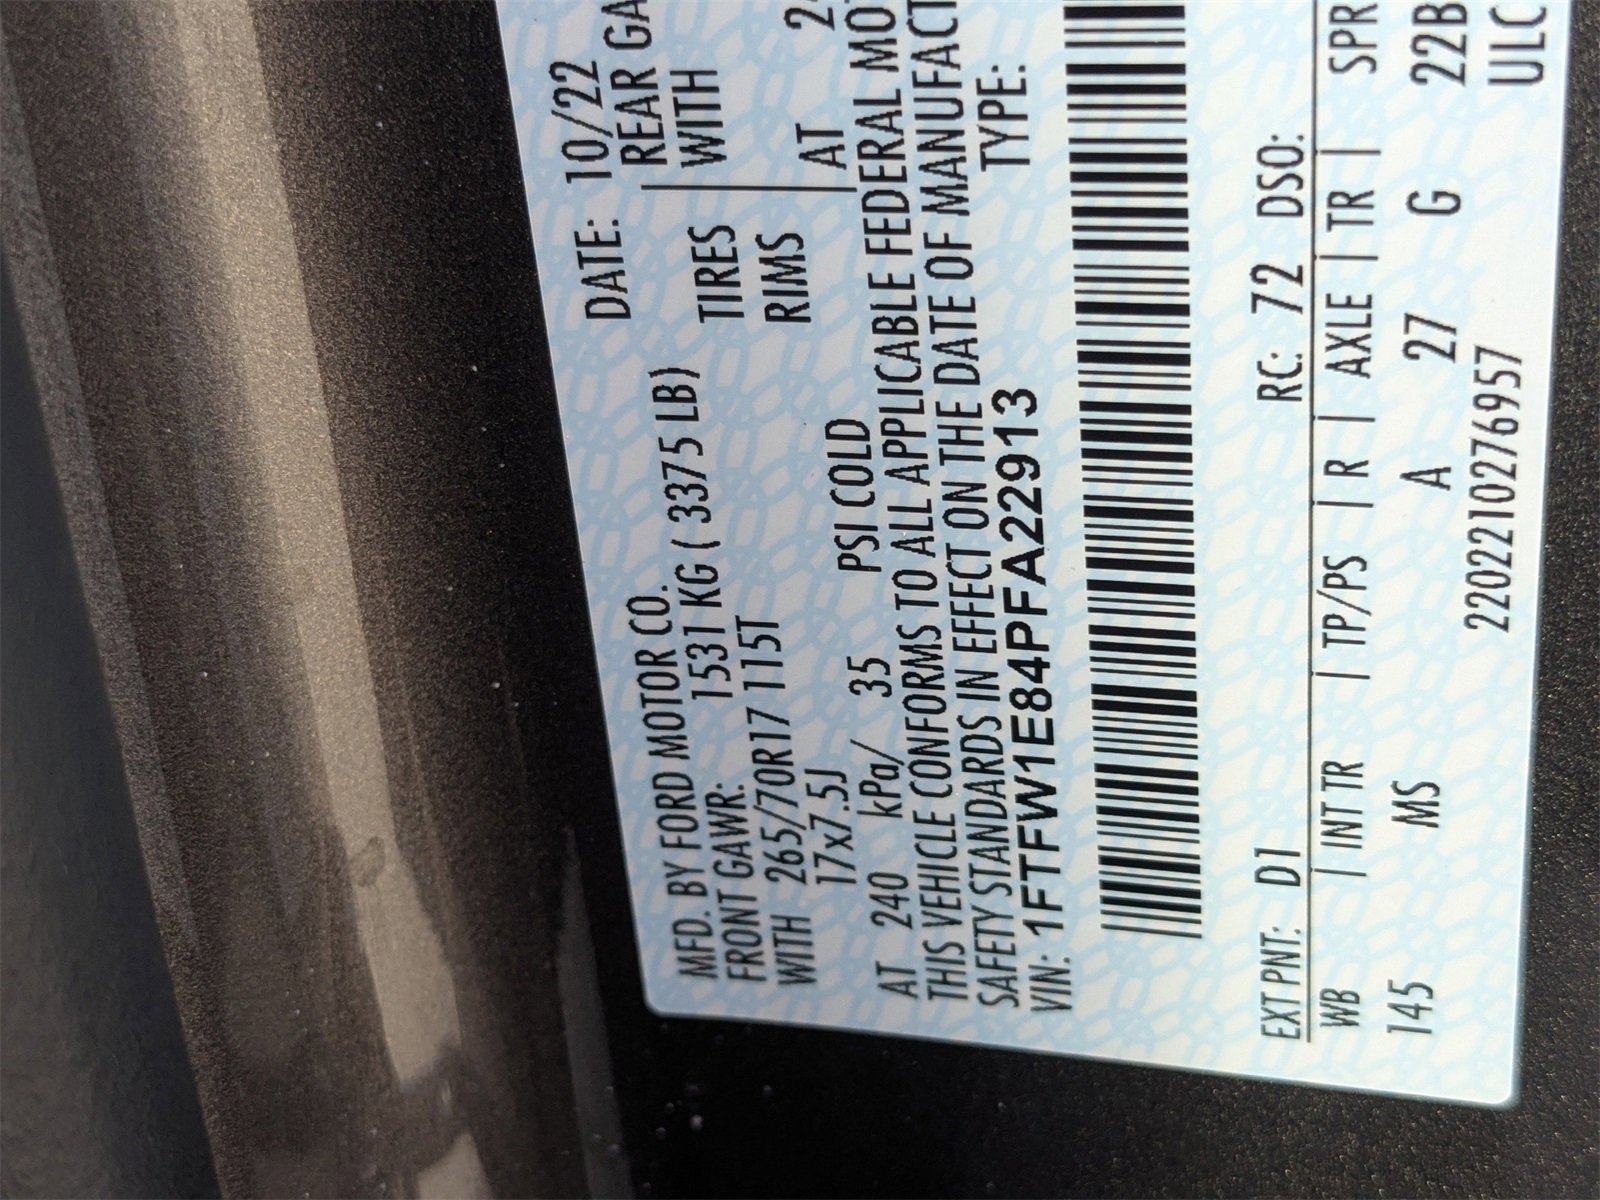 MFD. BY FORD MOTOR CO.
DATE: 10/22
FRONT GAWR: 1531 KG ( 3375 LB)
REAR GA
WITH 265/70R17 115T TIRES
WITH
17x7.5J RIMS
AT 240 kPa/ 35 PSI COLD
AT 24
THIS VEHICLE CONFORMS TO ALL APPLICABLE FEDERAL MOT
SAFETY STANDARDS IN EFFECT ON THE DATE OF MANUFACT
VIN: 1FTFW1E84PFA22913
TYPE:
EXT PNT: D1 RC: 72 DSO:
WB | INT TR | TP/PS | R | AXLE | TR | SPR
145 MS A 27 G 22B
2202210276957 ULC